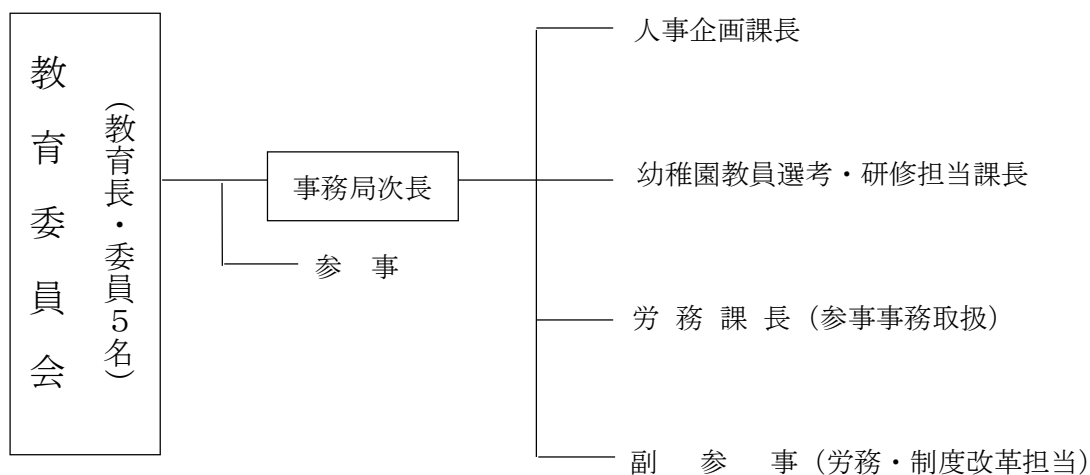 教育委員会
（教育長・委員５名）
事務局次長
参　事
人事企画課長
幼稚園教員選考・研修担当課長
労 務 課 長（参事事務取扱）
副　参　事（労務・制度改革担当）